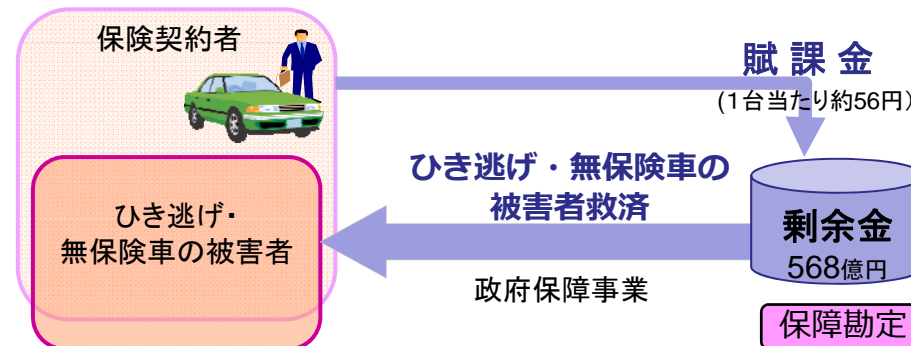 保険契約者
賦課金
(1台当たり約56円)
ひき逃げ・無保険車の
被害者救済
ひき逃げ・
無保険車の被害者
剰余金
568億円
政府保障事業
保障勘定